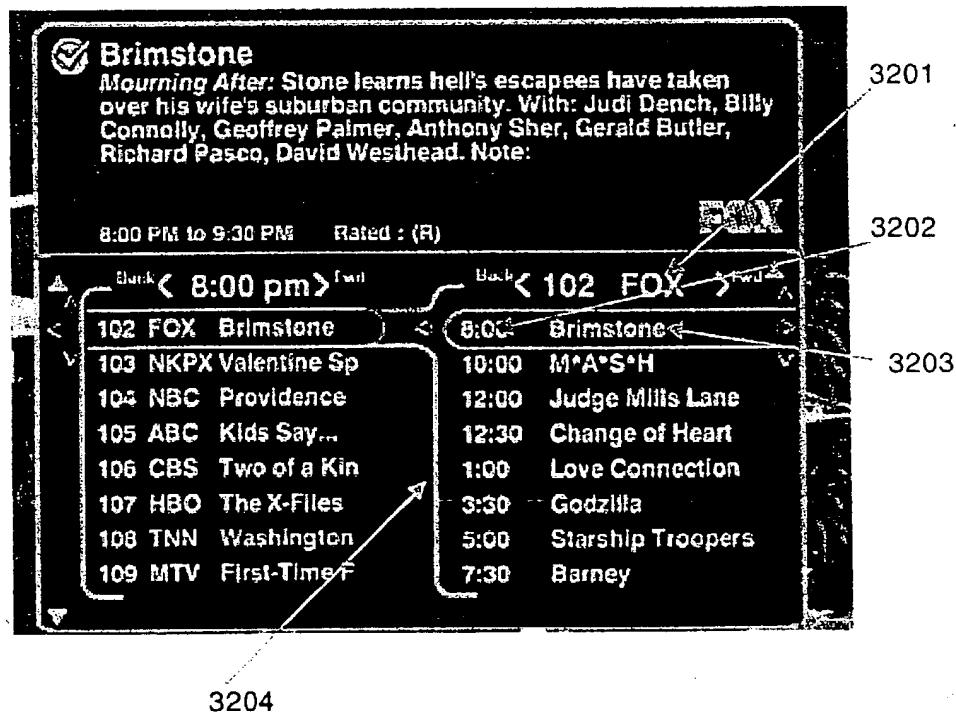 Brimstone
Mourning After: Stone learns hell's escapees have taken
over his wife's suburban community. With: Judi Dench, Billy
Connolly, Geoffrey Palmer, Anthony Sher, Gerald Butler,
Richard Pasco, David Westhead. Note:
8:00 PM to 9:30 PM Rated : (R)
FOX
Back < 8:00 pm > Fwd
102 FOX Brimstone
103 NKPX Valentine Sp
104 NBC Providence
105 ABC Kids Say...
106 CBS Two of a Kin
107 HBO The X-Files
108 TNN Washington
109 MTV First-Time F
Back < 102 FOX > Fwd
8:00 Brimstone
10:00 M*A*S*H
12:00 Judge Mills Lane
12:30 Change of Heart
1:00 Love Connection
3:30 Godzilla
5:00 Starship Troopers
7:30 Barney
3201
3202
3203
3204